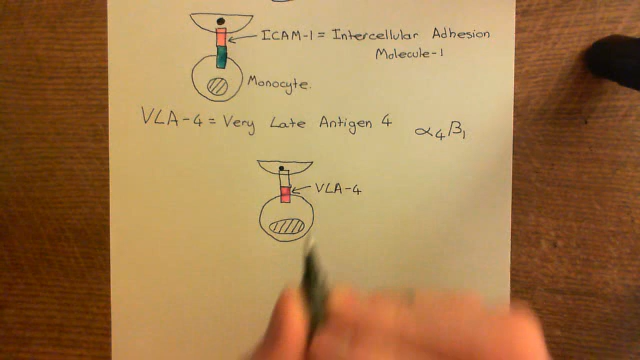 ICAM-1 = Intercellular Adhesion
Molecule-1
Monocyte.
VLA-4 = Very Late Antigen 4 α4β1
VLA-4